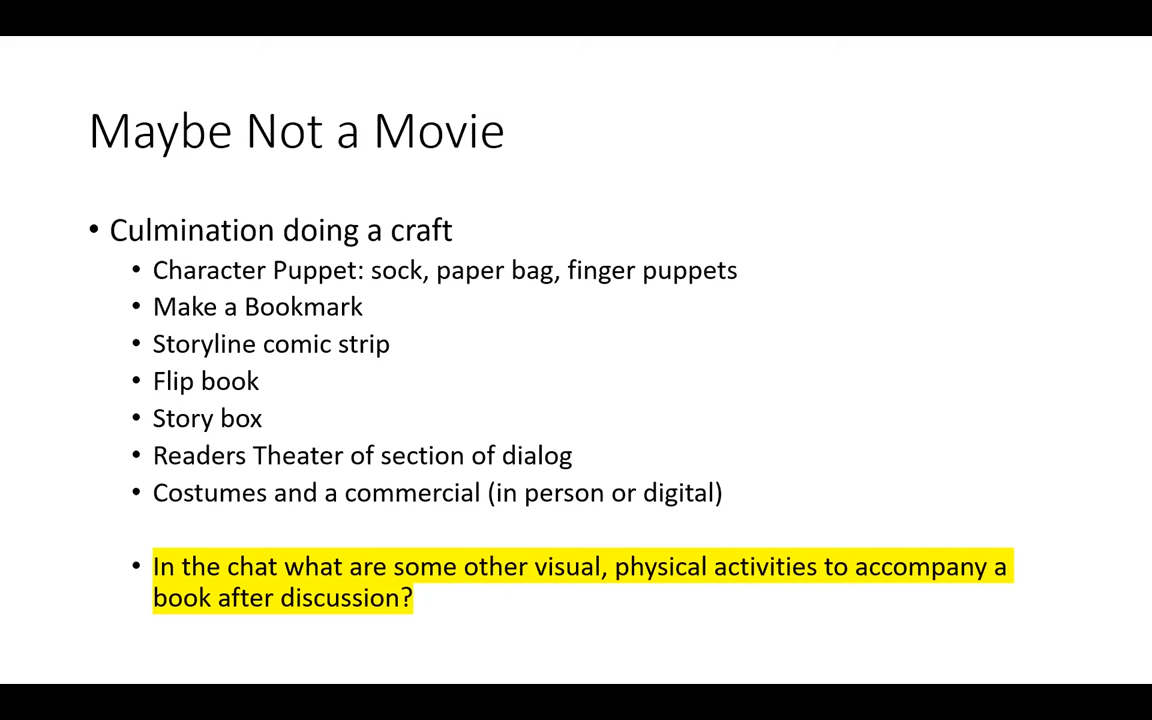 Maybe Not a Movie
• Culmination doing a craft
• Character Puppet: sock, paper bag, finger puppets
• Make a Bookmark
• Storyline comic strip
• Flip book
• Story box
• Readers Theater of section of dialog
• Costumes and a commercial (in person or digital)
• In the chat what are some other visual, physical activities to accompany a
book after discussion?